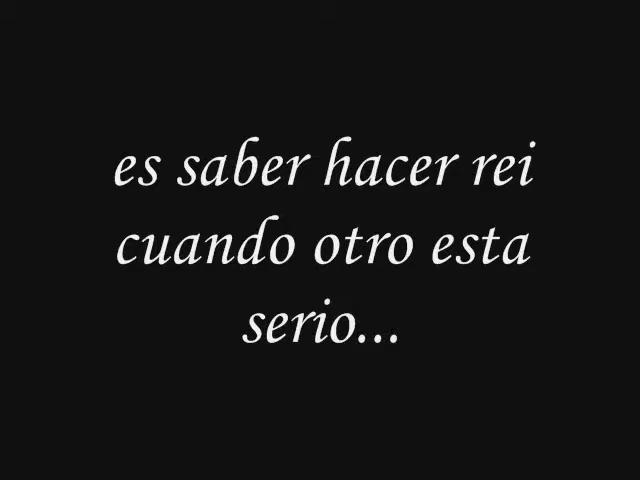 es saber hacer rei
cuando otro esta
serio...